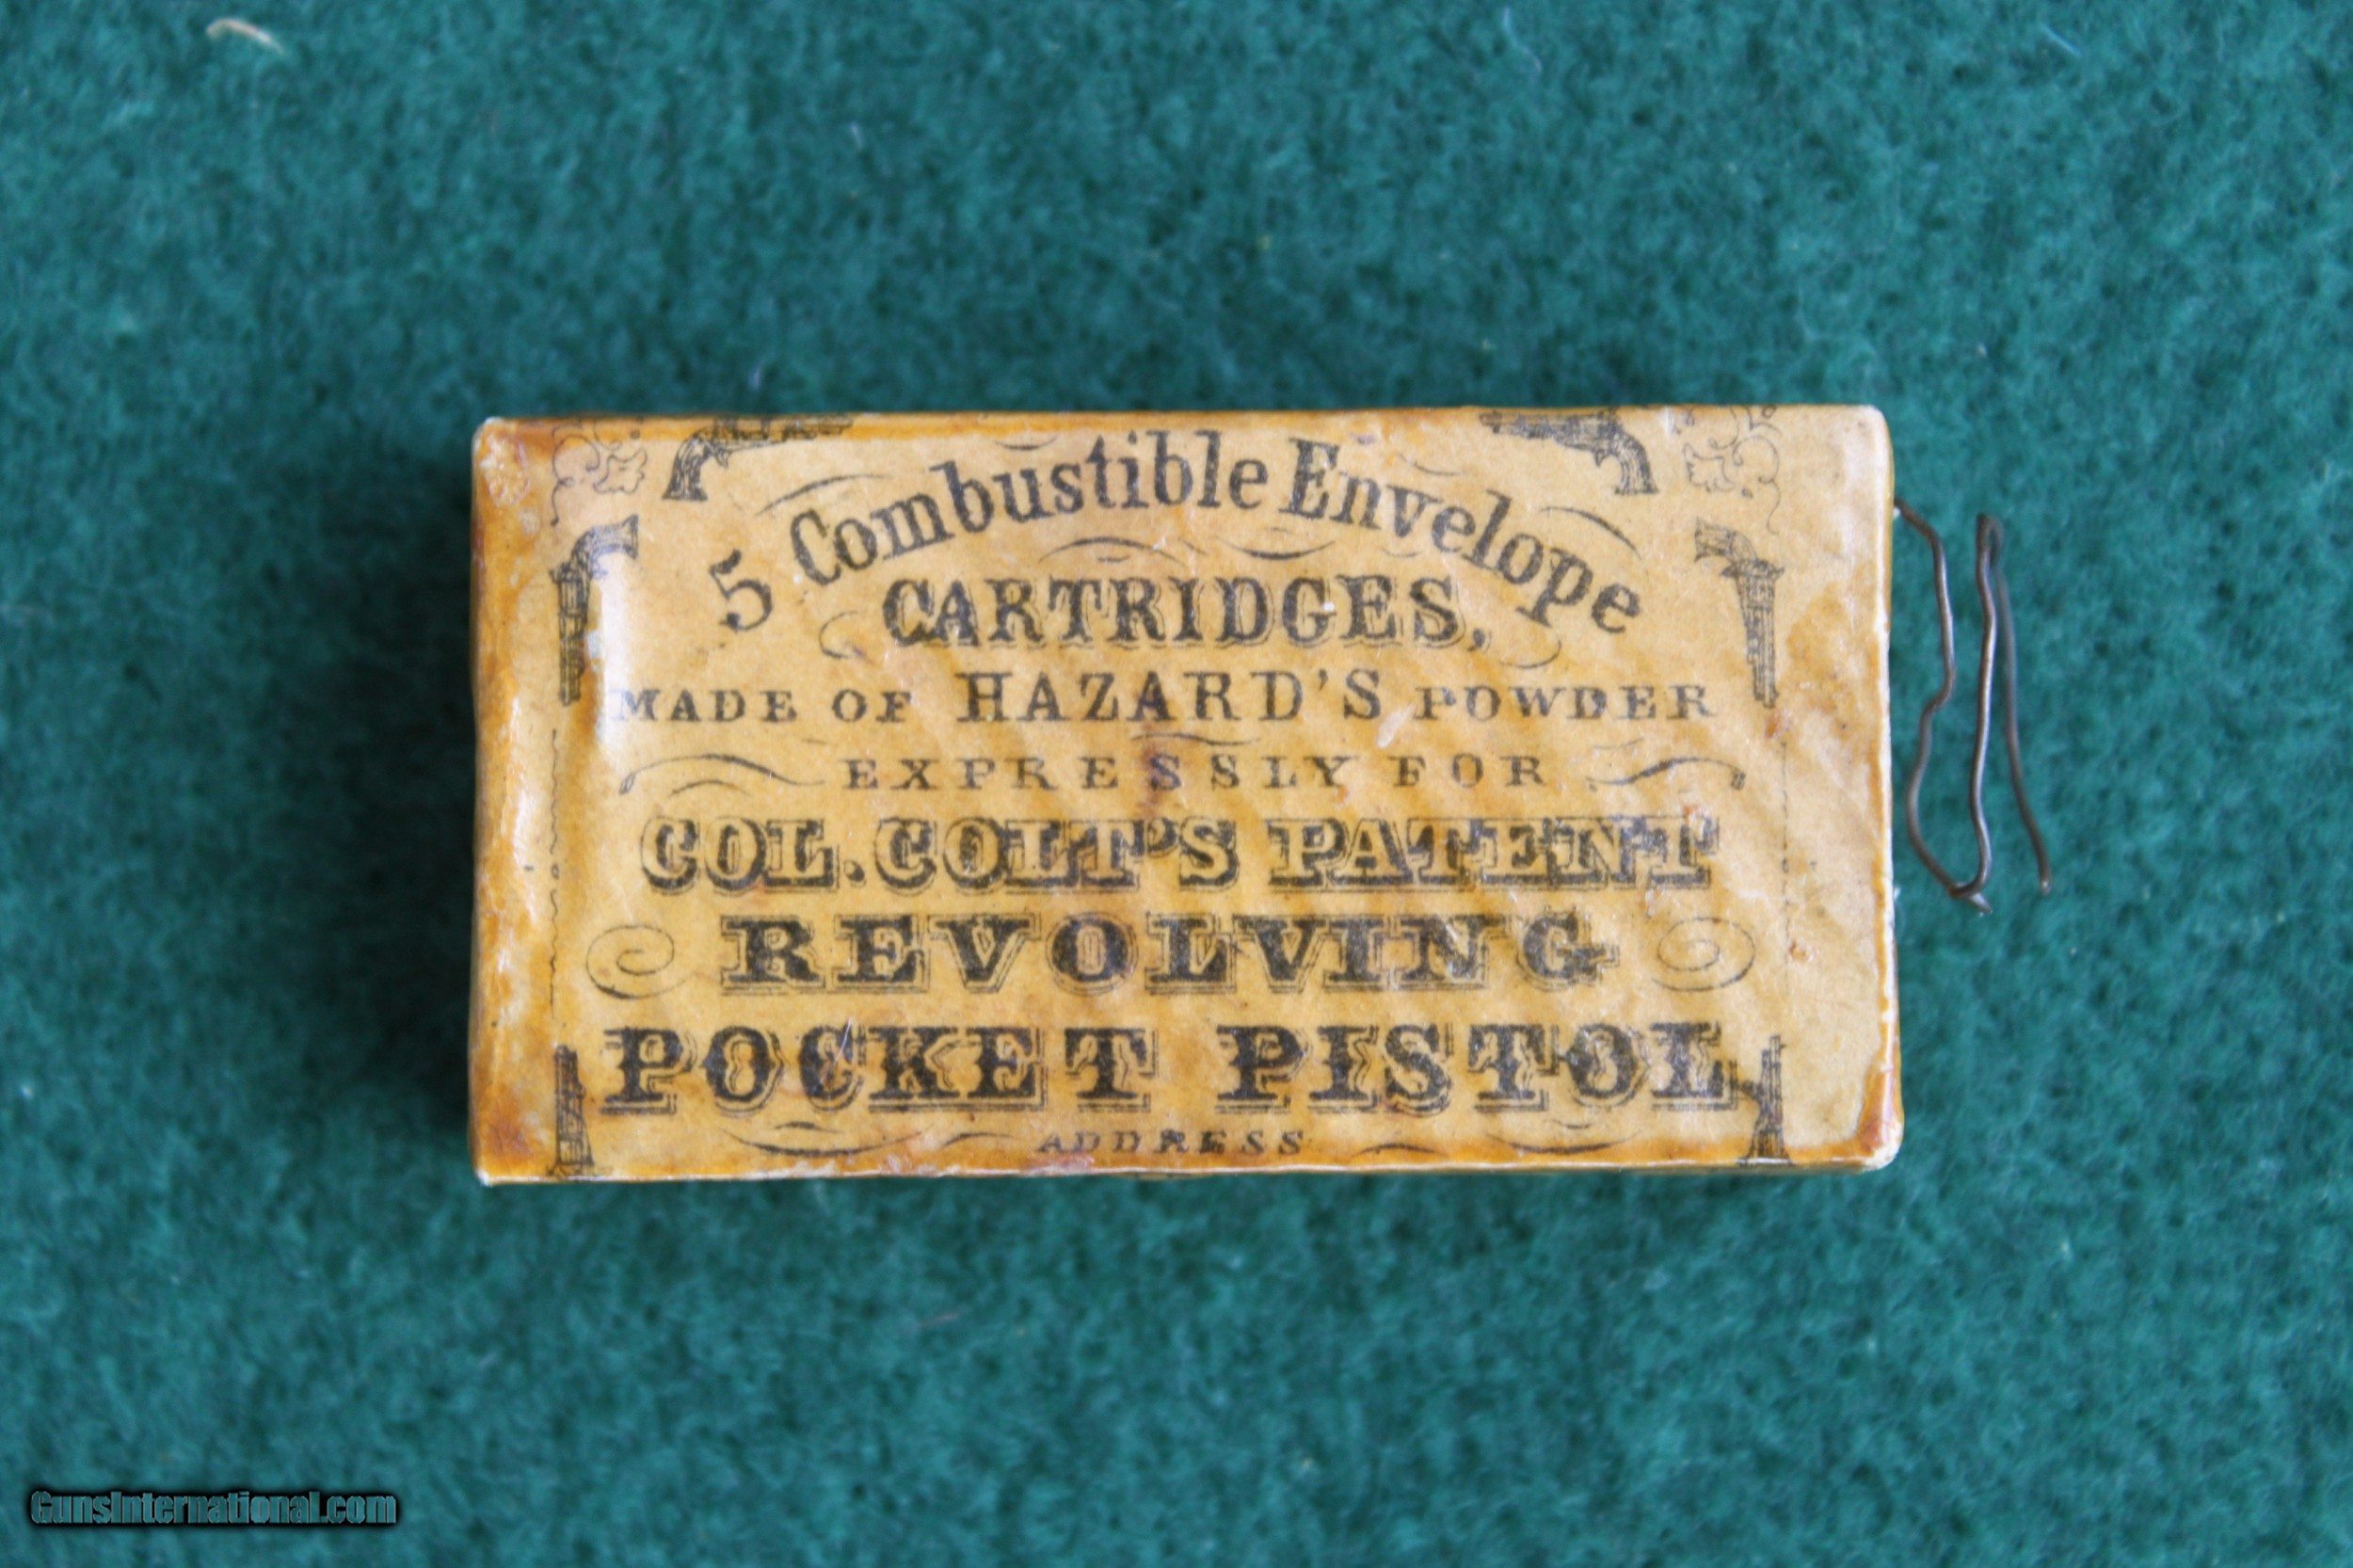 5 Combustible Envelope
CARTRIDGES,
MADE OF HAZARD'S POWDER
EXPRESSLY FOR
COL. COLT'S PATENT
REVOLVING
POCKET PISTOL
ADDRESS
GunsInternational.com